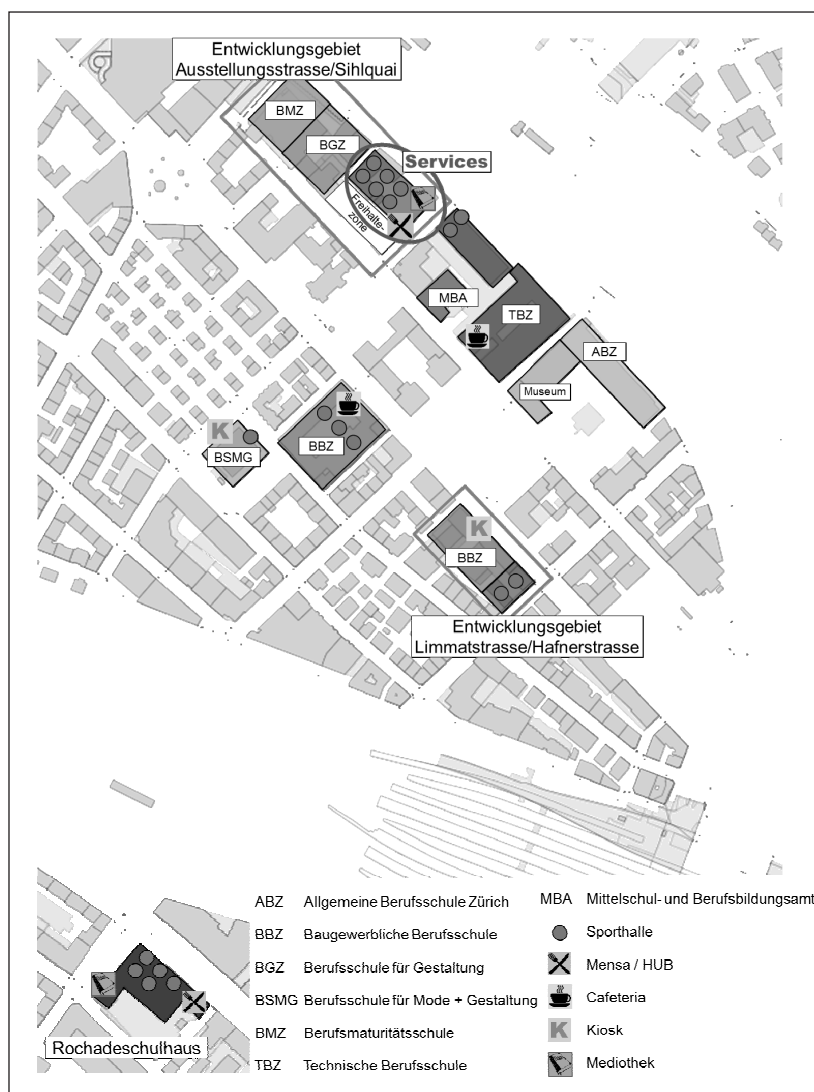 Entwicklungsgebiet
Ausstellungsstrasse/Sihlquai
BMZ
BGZ
Services
Freihalte-
zone
MBA
TBZ
ABZ
Museum
K
BSMG
BBZ
K
BBZ
Entwicklungsgebiet
Limmatstrasse/Hafnerstrasse
Rochadeschulhaus
ABZ Allgemeine Berufsschule Zürich
BBZ Baugewerbliche Berufsschule
BGZ Berufsschule für Gestaltung
BSMG Berufsschule für Mode + Gestaltung
BMZ Berufsmaturitätsschule
TBZ Technische Berufsschule
MBA Mittelschul- und Berufsbildungsamt
Sporthalle
Mensa / HUB
Cafeteria
K Kiosk
Mediothek